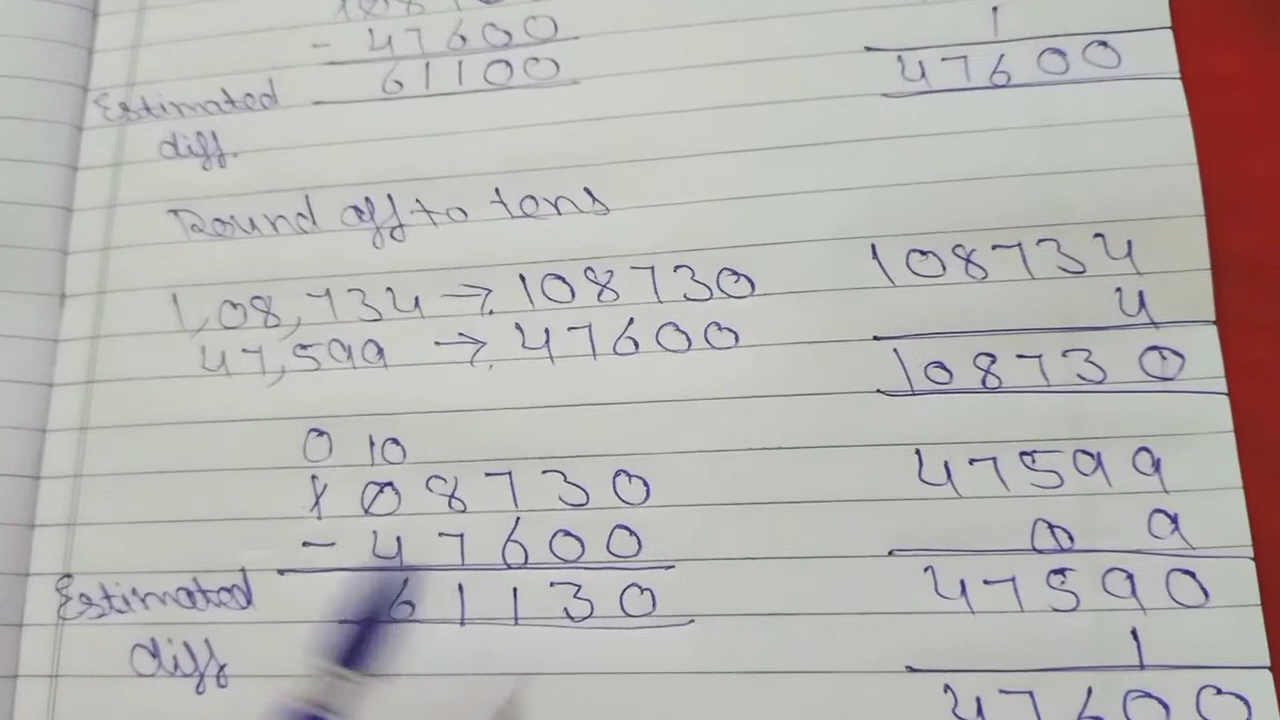 - 47600
Estimated 61100
diff.
Round off to tens
1,08,734 → 108730
47,599 → 47600
0 10
108730
- 47600
Estimated 61130
diff
1
47600
108734
4
108730
47599
0 9
47590
1
47600